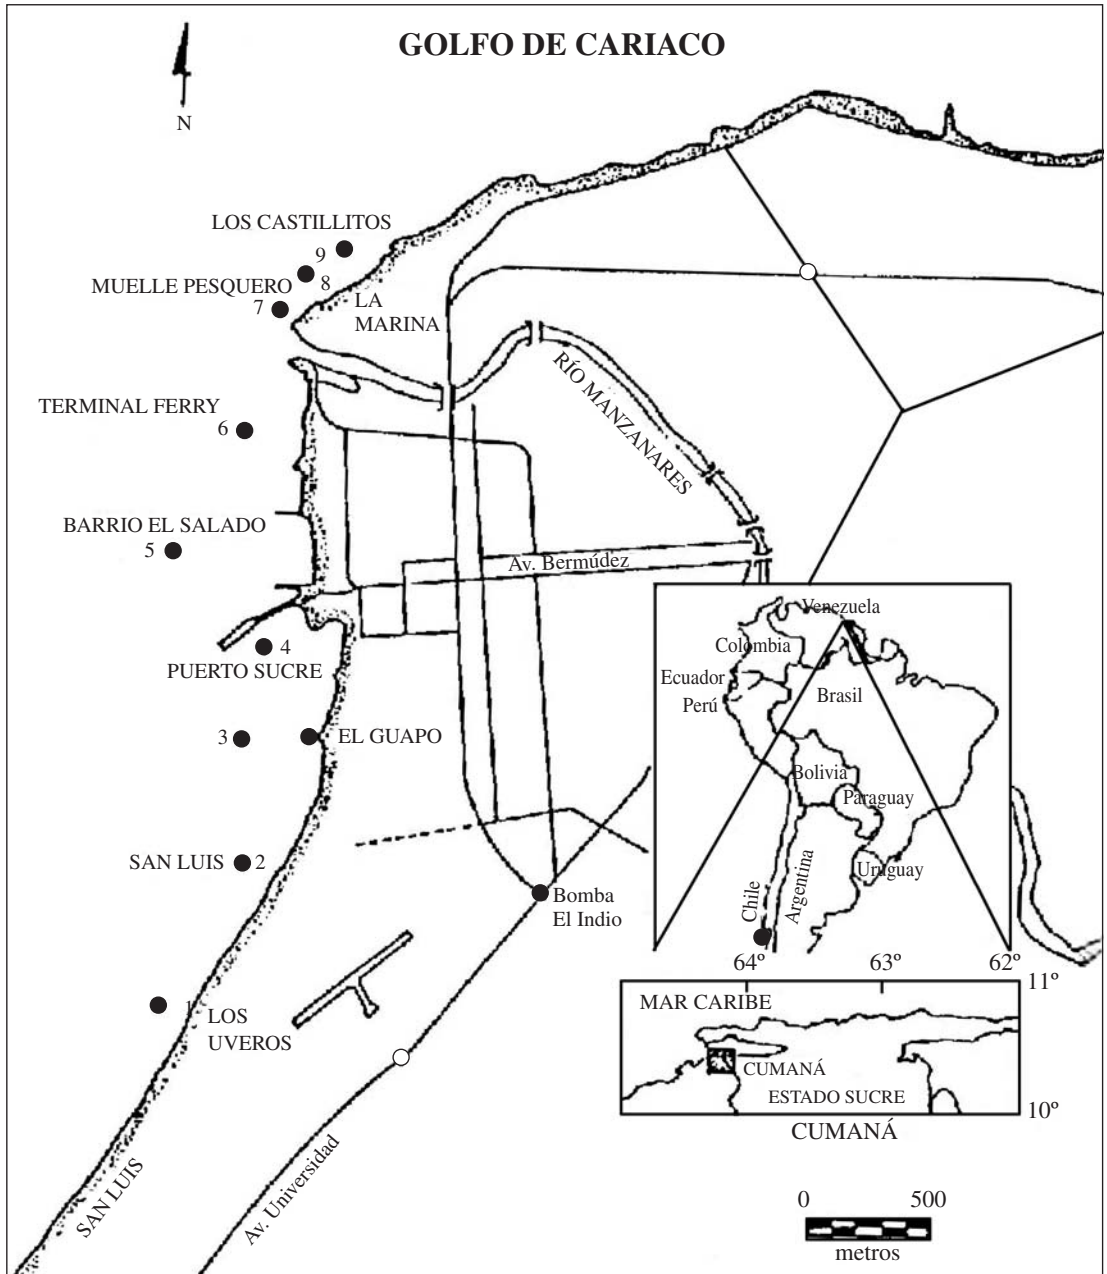 GOLFO DE CARIACO
N
LOS CASTILLITOS
9
8
MUELLE PESQUERO
7
LA
MARINA
RÍO MANZANARES
TERMINAL FERRY
6
BARRIO EL SALADO
5
Av. Bermúdez
4
PUERTO SUCRE
3
EL GUAPO
SAN LUIS
2
Bomba
El Indio
1
LOS
UVEROS
SAN LUIS
Av. Universidad
Venezuela
Colombia
Ecuador
Perú
Brasil
Bolivia
Paraguay
Uruguay
Chile
Argentina
64º
63º
62º
11º
MAR CARIBE
CUMANÁ
ESTADO SUCRE
10º
CUMANÁ
0
500
metros